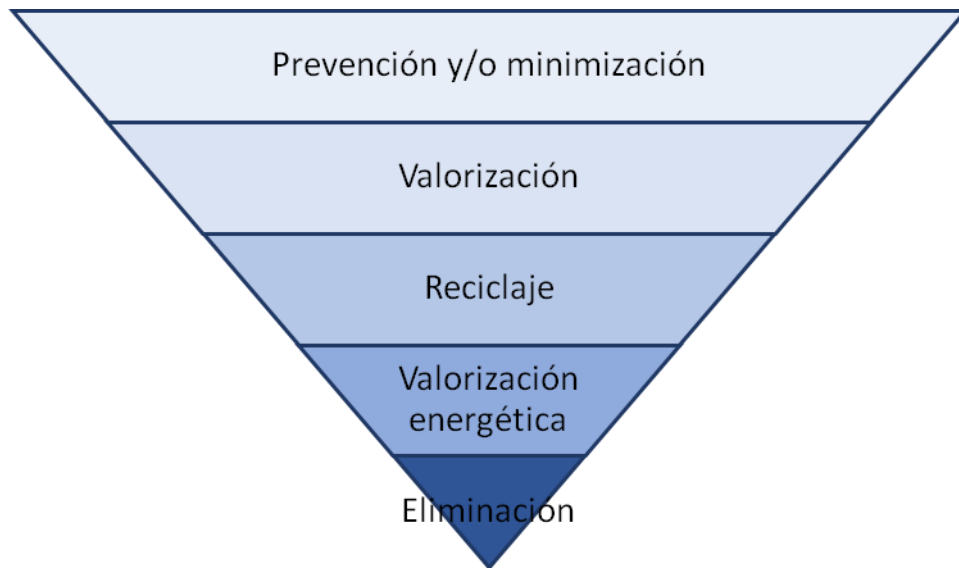 Prevención y/o minimización
Valorización
Reciclaje
Valorización
energética
Eliminación